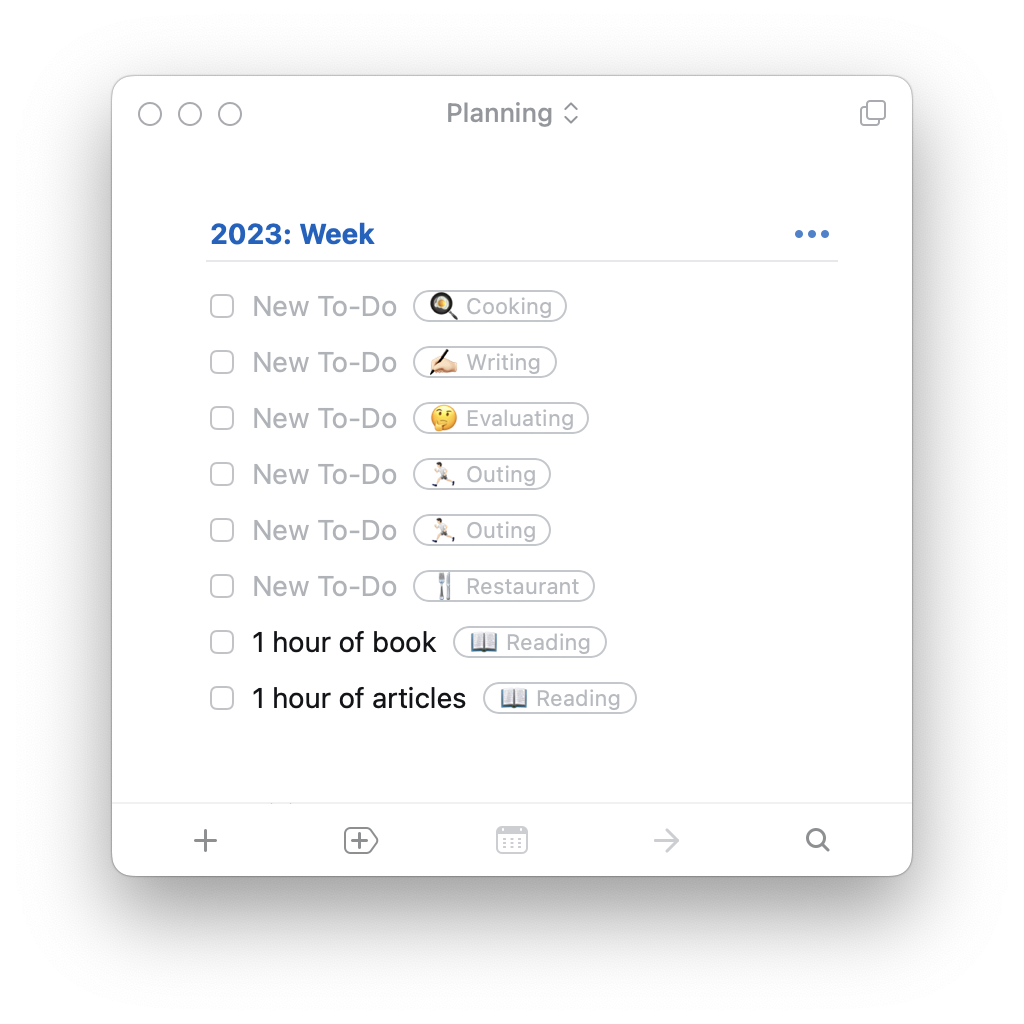 Planning
2023: Week
New To-Do Cooking
New To-Do Writing
New To-Do Evaluating
New To-Do Outing
New To-Do Outing
New To-Do Restaurant
1 hour of book Reading
1 hour of articles Reading